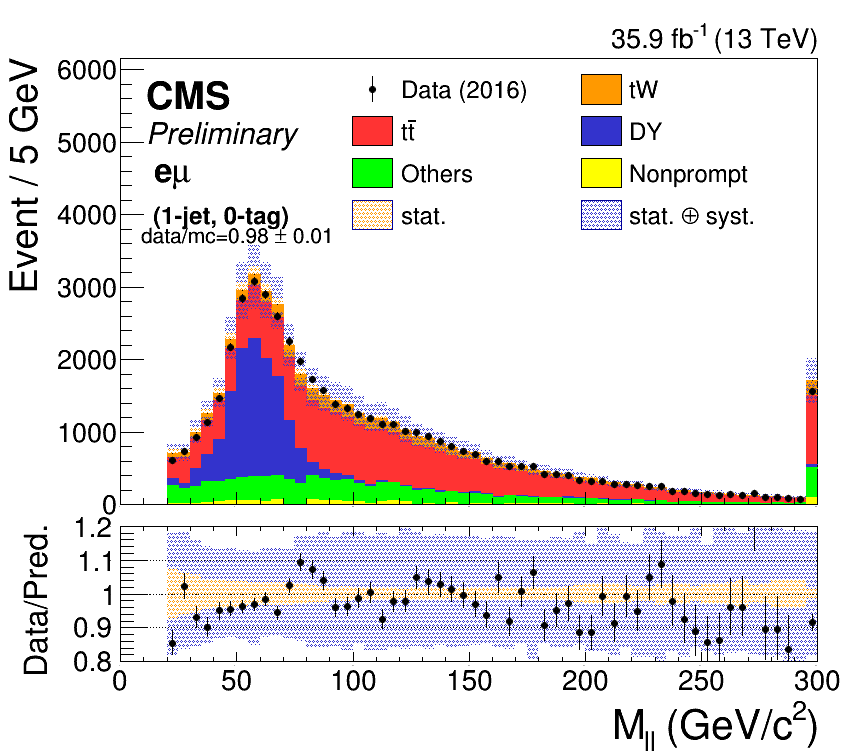 35.9 fb⁻¹ (13 TeV)
Event / 5 GeV
6000
5000
4000
3000
2000
1000
0
CMS
Preliminary
eμ
(1-jet, 0-tag)
data/mc=0.98 ± 0.01
Data (2016)
tW
tt̄
DY
Others
Nonprompt
stat.
stat. ⊕ syst.
Data/Pred.
1.2
1.1
1
0.9
0.8
0 50 100 150 200 250 300
M_ll (GeV/c²)